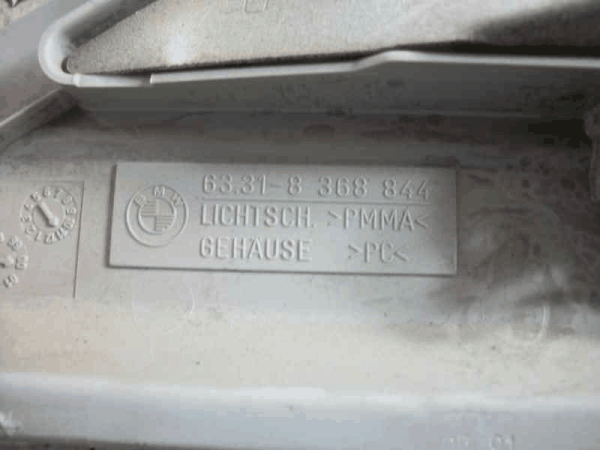 BMW
63.31-8 368 844
LICHTSCH. >PMMA<
GEHAUSE >PC<